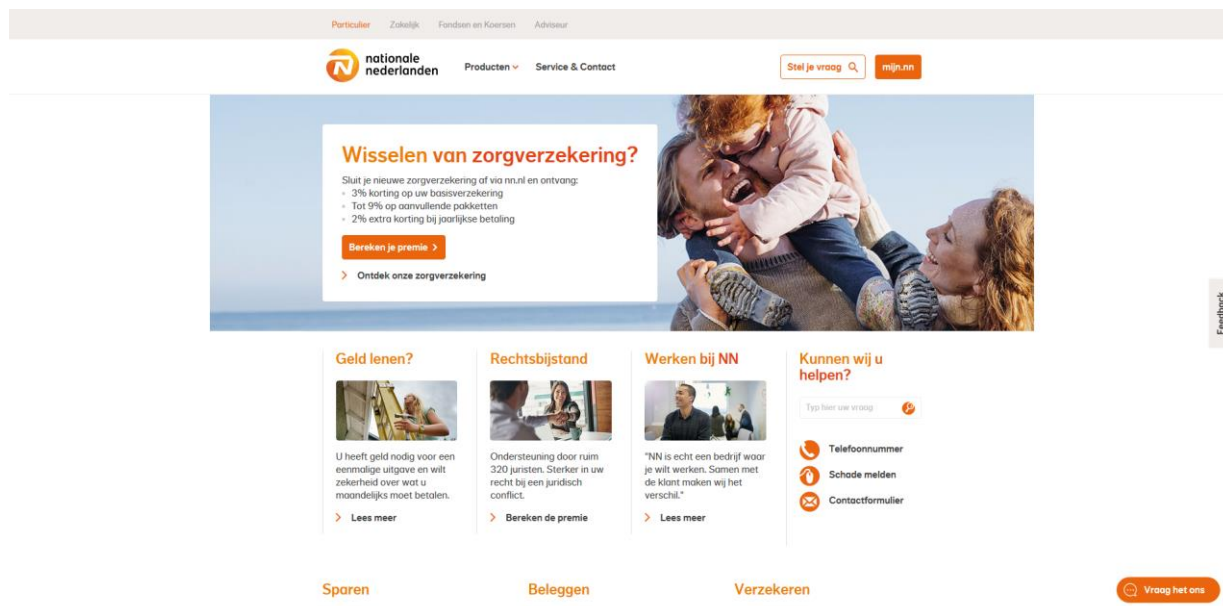 Particulier Zakelijk Fondsen en Koersen Adviseur
nationale
nederlanden
Producten Service & Contact
Stel je vraag
mijn.nn
Wisselen van zorgverzekering?
Sluit je nieuwe zorgverzekering af via nn.nl en ontvang:
3% korting op uw basisverzekering
Tot 9% op aanvullende pakketten
2% extra korting bij jaarlijkse betaling
Bereken je premie
Ontdek onze zorgverzekering
Feedback
Geld lenen?
U heeft geld nodig voor een
eenmalige uitgave en wilt
zekerheid over wat u
maandelijks moet betalen.
Lees meer
Rechtsbijstand
Ondersteuning door ruim
320 juristen. Sterker in uw
recht bij een juridisch
conflict.
Bereken de premie
Werken bij NN
"NN is echt een bedrijf waar
je wilt werken. Samen met
de klant maken wij het
verschil."
Lees meer
Kunnen wij u
helpen?
Typ hier uw vraag
Telefoonnummer
Schade melden
Contactformulier
Sparen
Beleggen
Verzekeren
Vraag het ons